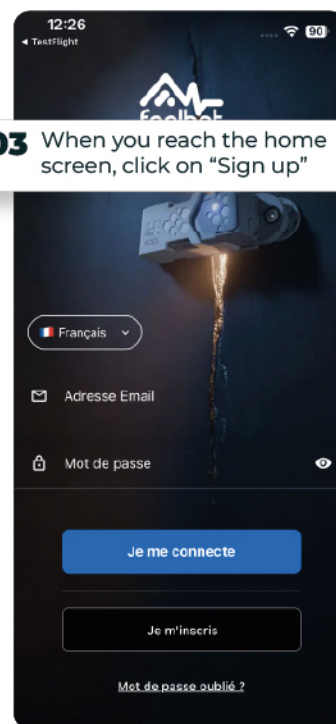 12:26
◀ TestFlight
90
03 When you reach the home
screen, click on “Sign up”
Français
Adresse Email
Mot de passe
Je me connecte
Je m'inscris
Mot de passe oublié ?